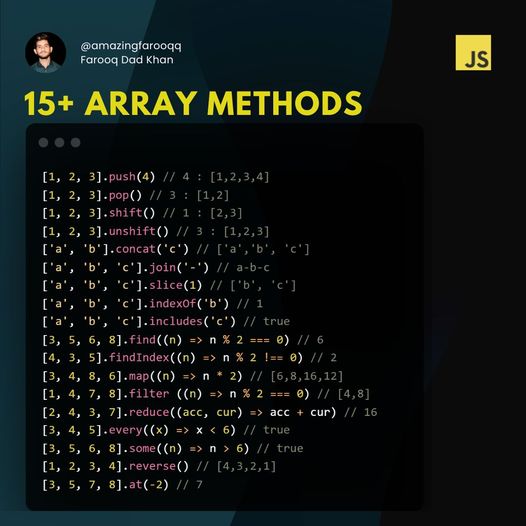 @amazingfarooqq
Farooq Dad Khan
JS
15+ ARRAY METHODS
[1, 2, 3].push(4) // 4 : [1,2,3,4]
[1, 2, 3].pop() // 3 : [1,2]
[1, 2, 3].shift() // 1 : [2,3]
[1, 2, 3].unshift() // 3 : [1,2,3]
['a', 'b'].concat('c') // ['a','b', 'c']
['a', 'b', 'c'].join('-') // a-b-c
['a', 'b', 'c'].slice(1) // ['b', 'c']
['a', 'b', 'c'].indexOf('b') // 1
['a', 'b', 'c'].includes('c') // true
[3, 5, 6, 8].find((n) => n % 2 === 0) // 6
[4, 3, 5].findIndex((n) => n % 2 !== 0) // 2
[3, 4, 8, 6].map((n) => n * 2) // [6,8,16,12]
[1, 4, 7, 8].filter ((n) => n % 2 === 0) // [4,8]
[2, 4, 3, 7].reduce((acc, cur) => acc + cur) // 16
[3, 4, 5].every((x) => x < 6) // true
[3, 5, 6, 8].some((n) => n > 6) // true
[1, 2, 3, 4].reverse() // [4,3,2,1]
[3, 5, 7, 8].at(-2) // 7